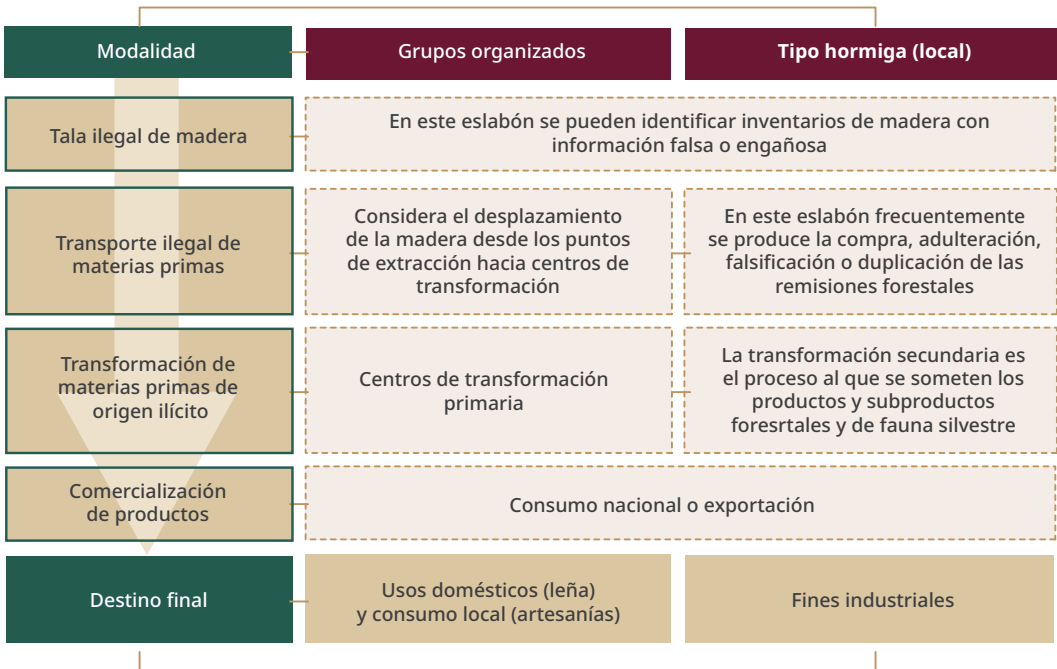 Modalidad
Grupos organizados
Tipo hormiga (local)
Tala ilegal de madera
En este eslabón se pueden identificar inventarios de madera con
información falsa o engañosa
Transporte ilegal de
materias primas
Considera el desplazamiento
de la madera desde los puntos
de extracción hacia centros de
transformación
En este eslabón frecuentemente
se produce la compra, adulteración,
falsificación o duplicación de las
remisiones forestales
Transformación de
materias primas de
origen ilícito
Centros de transformación
primaria
La transformación secundaria es
el proceso al que se someten los
productos y subproductos
foresrtales y de fauna silvestre
Comercialización
de productos
Consumo nacional o exportación
Destino final
Usos domésticos (leña)
y consumo local (artesanías)
Fines industriales